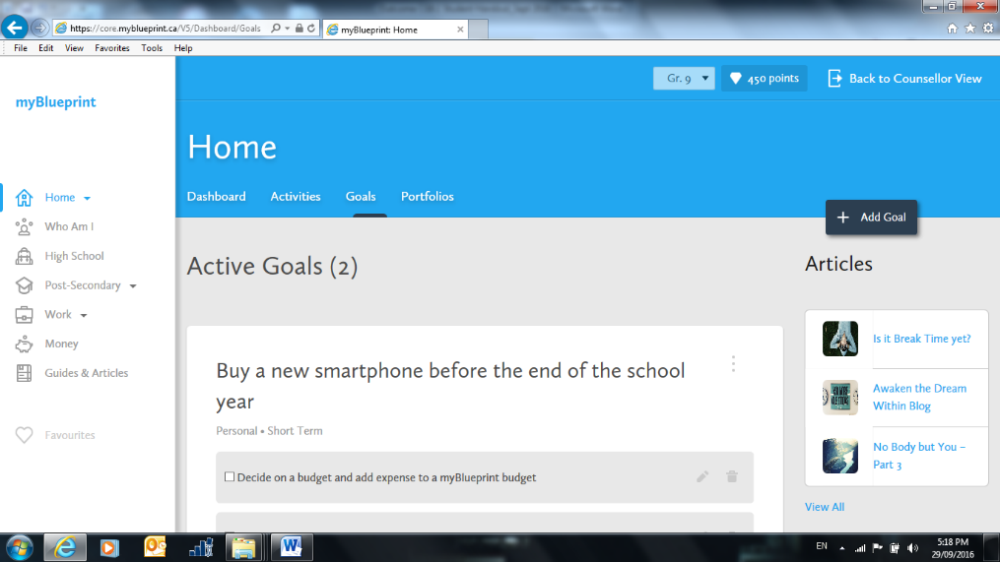 https://core.myblueprint.ca/V5/Dashboard/Goals
myBlueprint: Home
File Edit View Favorites Tools Help
myBlueprint
Gr. 9
450 points
Back to Counsellor View
Home
Dashboard Activities Goals Portfolios
Home
Who Am I
High School
Post-Secondary
Work
Money
Guides & Articles
Favourites
+ Add Goal
Active Goals (2)
Buy a new smartphone before the end of the school
year
Personal • Short Term
Decide on a budget and add expense to a myBlueprint budget
Articles
Is it Break Time yet?
Awaken the Dream
Within Blog
No Body but You –
Part 3
View All
EN
5:18 PM
29/09/2016